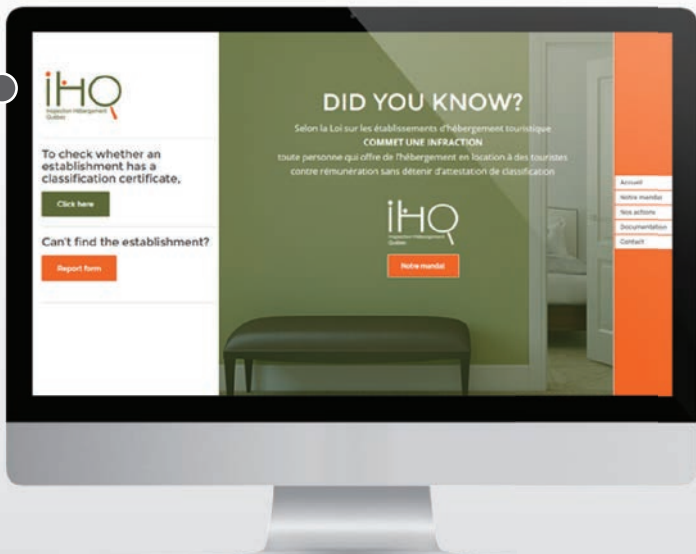 iHQ
Inspection Hébergement
Québec
To check whether an
establishment has a
classification certificate,
Click here
Can't find the establishment?
Report form
DID YOU KNOW?
Selon la Loi sur les établissements d'hébergement touristique
COMMET UNE INFRACTION
toute personne qui offre de l'hébergement en location à des touristes
contre rémunération sans détenir d'attestation de classification
iHQ
Inspection Hébergement
Québec
Notre mandat
Accueil
Notre mandat
Nos actions
Documentation
Contact